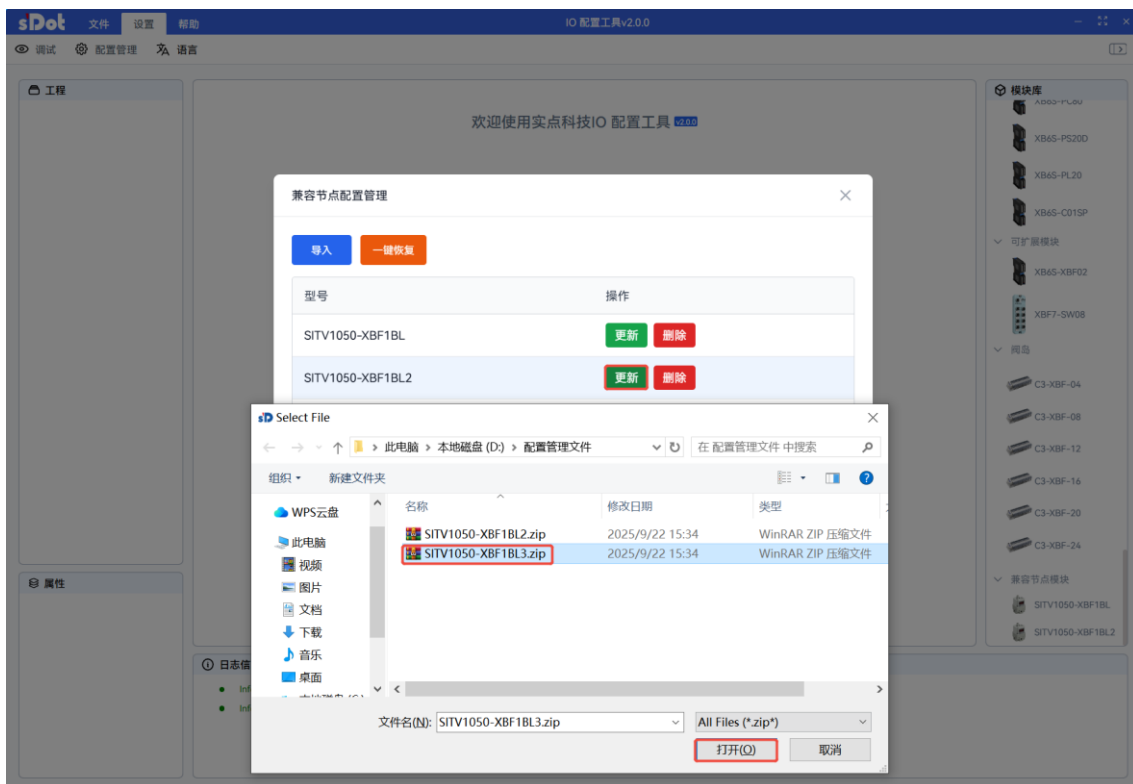 sDot 文件 设置 帮助 IO 配置工具v2.0.0
调试 配置管理 语言
工程
欢迎使用实点科技IO 配置工具 v2.0.0
模块库
XB6S-PC80
XB6S-PS20D
XB6S-PL20
XB6S-C01SP
可扩展模块
XB6S-XBF02
XBF7-SW08
阀岛
C3-XBF-04
C3-XBF-08
C3-XBF-12
C3-XBF-16
C3-XBF-20
C3-XBF-24
兼容节点模块
SITV1050-XBF1BL
SITV1050-XBF1BL2
兼容节点配置管理
导入 一键恢复
型号 操作
SITV1050-XBF1BL 更新 删除
SITV1050-XBF1BL2 更新 删除
sD Select File
此电脑 › 本地磁盘 (D:) › 配置管理文件 在 配置管理文件 中搜索
组织 新建文件夹
名称 修改日期 类型
SITV1050-XBF1BL2.zip 2025/9/22 15:34 WinRAR ZIP 压缩文件
SITV1050-XBF1BL3.zip 2025/9/22 15:34 WinRAR ZIP 压缩文件
WPS云盘
此电脑
视频
图片
文档
下载
音乐
桌面
文件名(N): SITV1050-XBF1BL3.zip All Files (*.zip*)
打开(O) 取消
属性
日志信